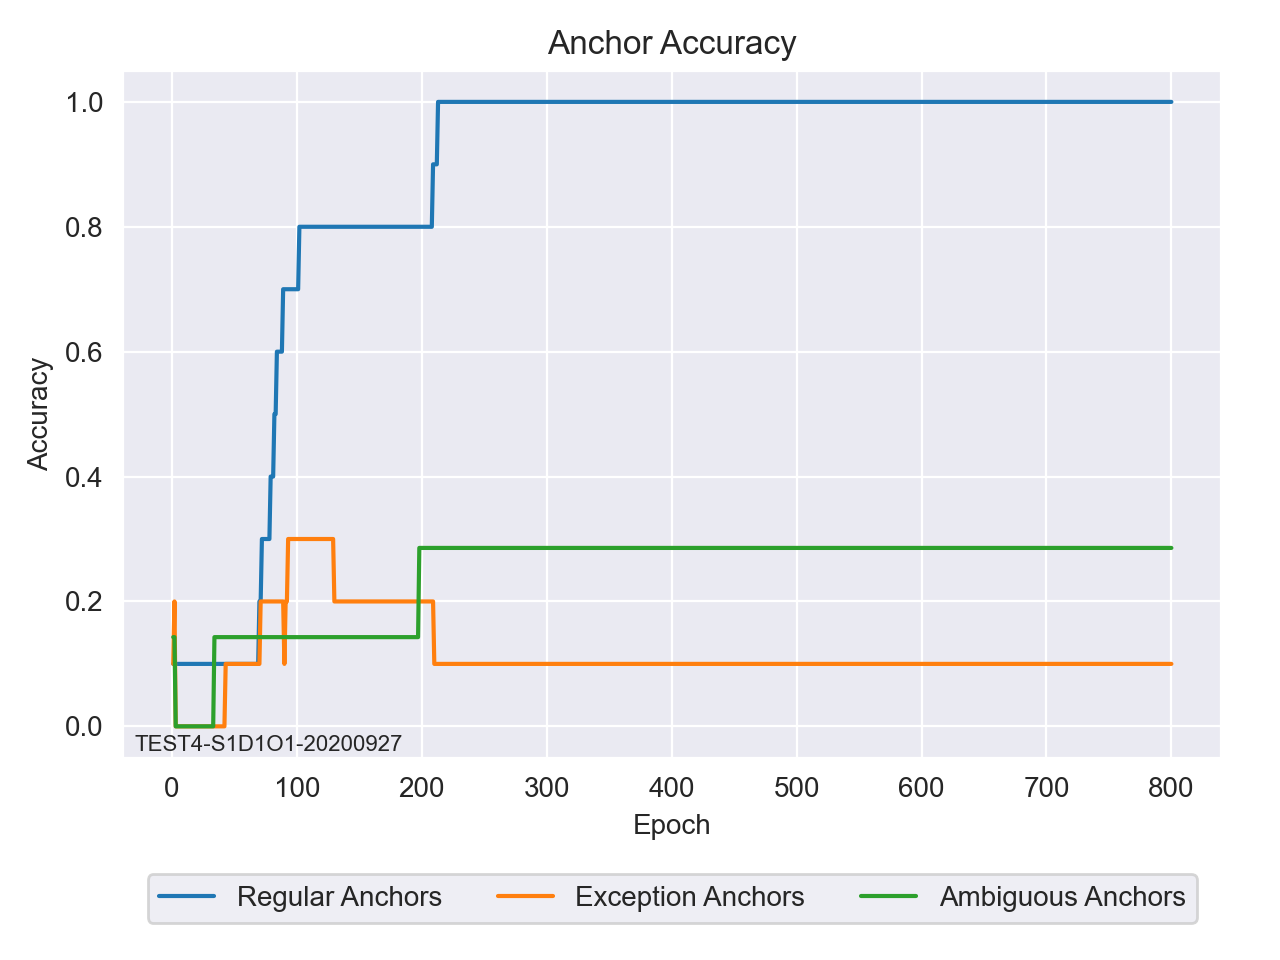 Anchor Accuracy
1.0
0.8
0.6
0.4
0.2
0.0
Accuracy
TEST4-S1D1O1-20200927
0 100 200 300 400 500 600 700 800
Epoch
Regular Anchors Exception Anchors Ambiguous Anchors